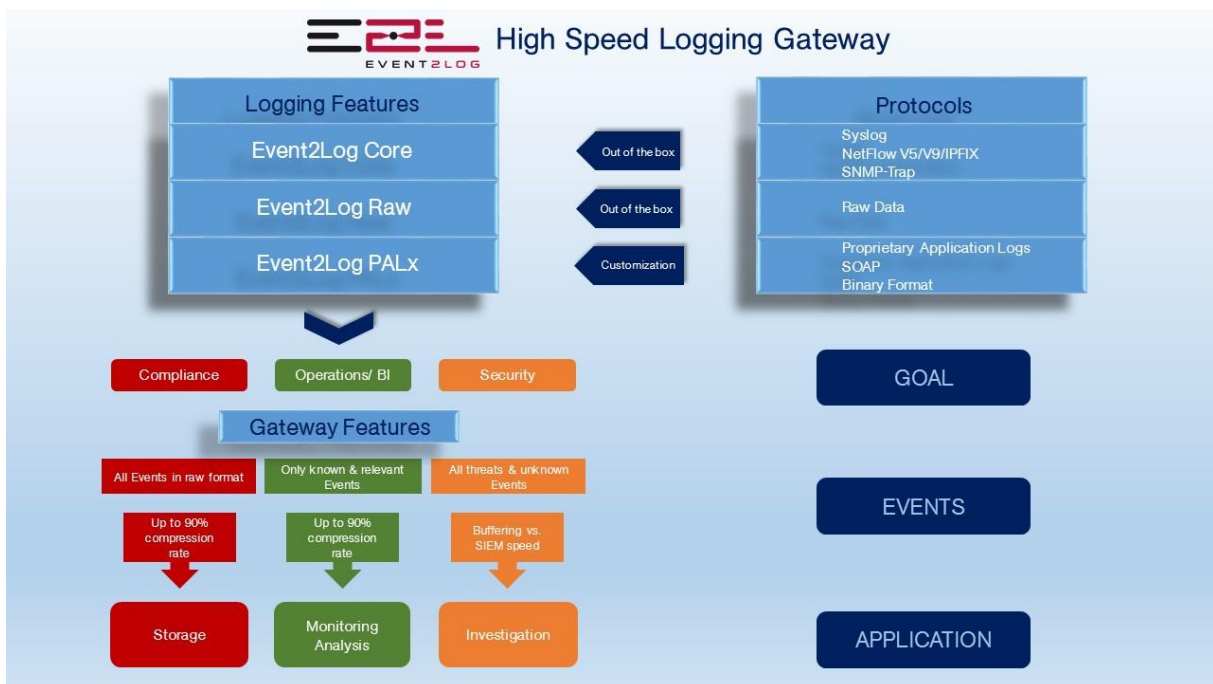 EVENT2LOG
High Speed Logging Gateway
Logging Features
Event2Log Core
Event2Log Raw
Event2Log PALx
Out of the box
Out of the box
Customization
Protocols
Syslog
NetFlow V5/V9/IPFIX
SNMP-Trap
Raw Data
Proprietary Application Logs
SOAP
Binary Format
Compliance
Operations/ BI
Security
GOAL
Gateway Features
All Events in raw format
Only known & relevant
Events
All threats & unknown
Events
EVENTS
Up to 90%
compression
rate
Up to 90%
compression
rate
Buffering vs.
SIEM speed
Storage
Monitoring
Analysis
Investigation
APPLICATION